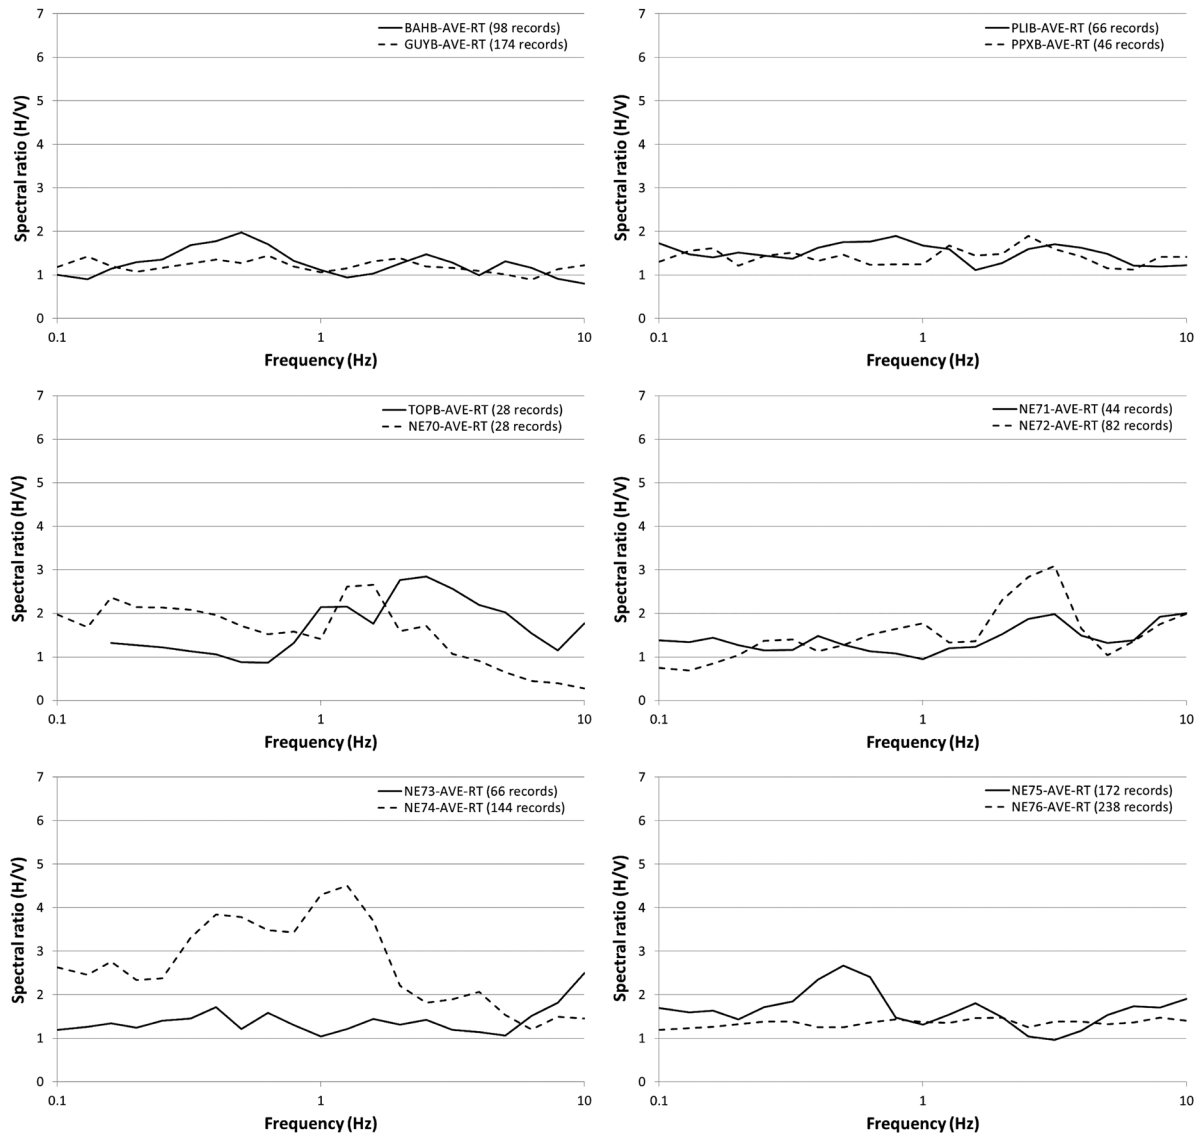 BAHB-AVE-RT (98 records)
GUYB-AVE-RT (174 records)
7
6
5
4
3
2
1
0
Spectral ratio (H/V)
0.1
1
10
Frequency (Hz)
PLIB-AVE-RT (66 records)
PPXB-AVE-RT (46 records)
7
6
5
4
3
2
1
0
Spectral ratio (H/V)
0.1
1
10
Frequency (Hz)
TOPB-AVE-RT (28 records)
NE70-AVE-RT (28 records)
7
6
5
4
3
2
1
0
Spectral ratio (H/V)
0.1
1
10
Frequency (Hz)
NE71-AVE-RT (44 records)
NE72-AVE-RT (82 records)
7
6
5
4
3
2
1
0
Spectral ratio (H/V)
0.1
1
10
Frequency (Hz)
NE73-AVE-RT (66 records)
NE74-AVE-RT (144 records)
7
6
5
4
3
2
1
0
Spectral ratio (H/V)
0.1
1
10
Frequency (Hz)
NE75-AVE-RT (172 records)
NE76-AVE-RT (238 records)
7
6
5
4
3
2
1
0
Spectral ratio (H/V)
0.1
1
10
Frequency (Hz)